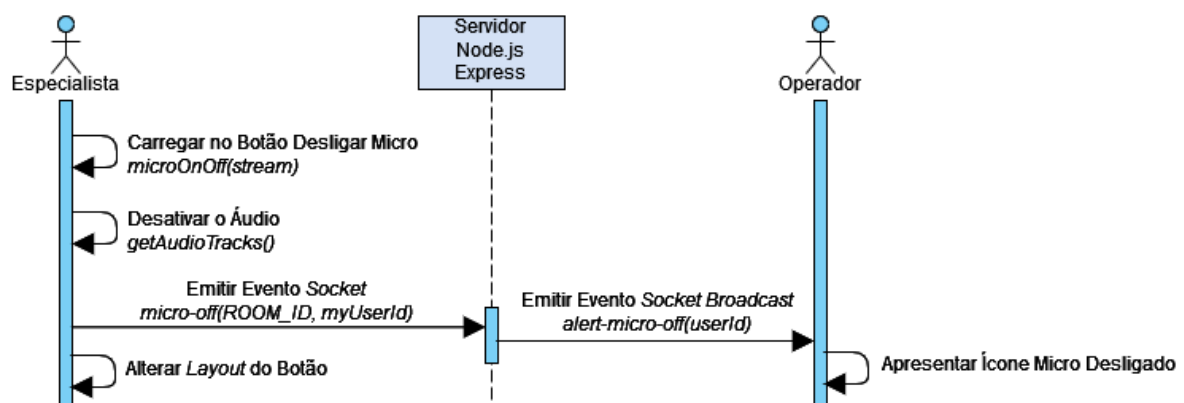 Servidor
Node.js
Express
Especialista
Operador
Carregar no Botão Desligar Micro
microOnOff(stream)
Desativar o Áudio
getAudioTracks()
Emitir Evento Socket
micro-off(ROOM_ID, myUserId)
Emitir Evento Socket Broadcast
alert-micro-off(userId)
Alterar Layout do Botão
Apresentar Ícone Micro Desligado